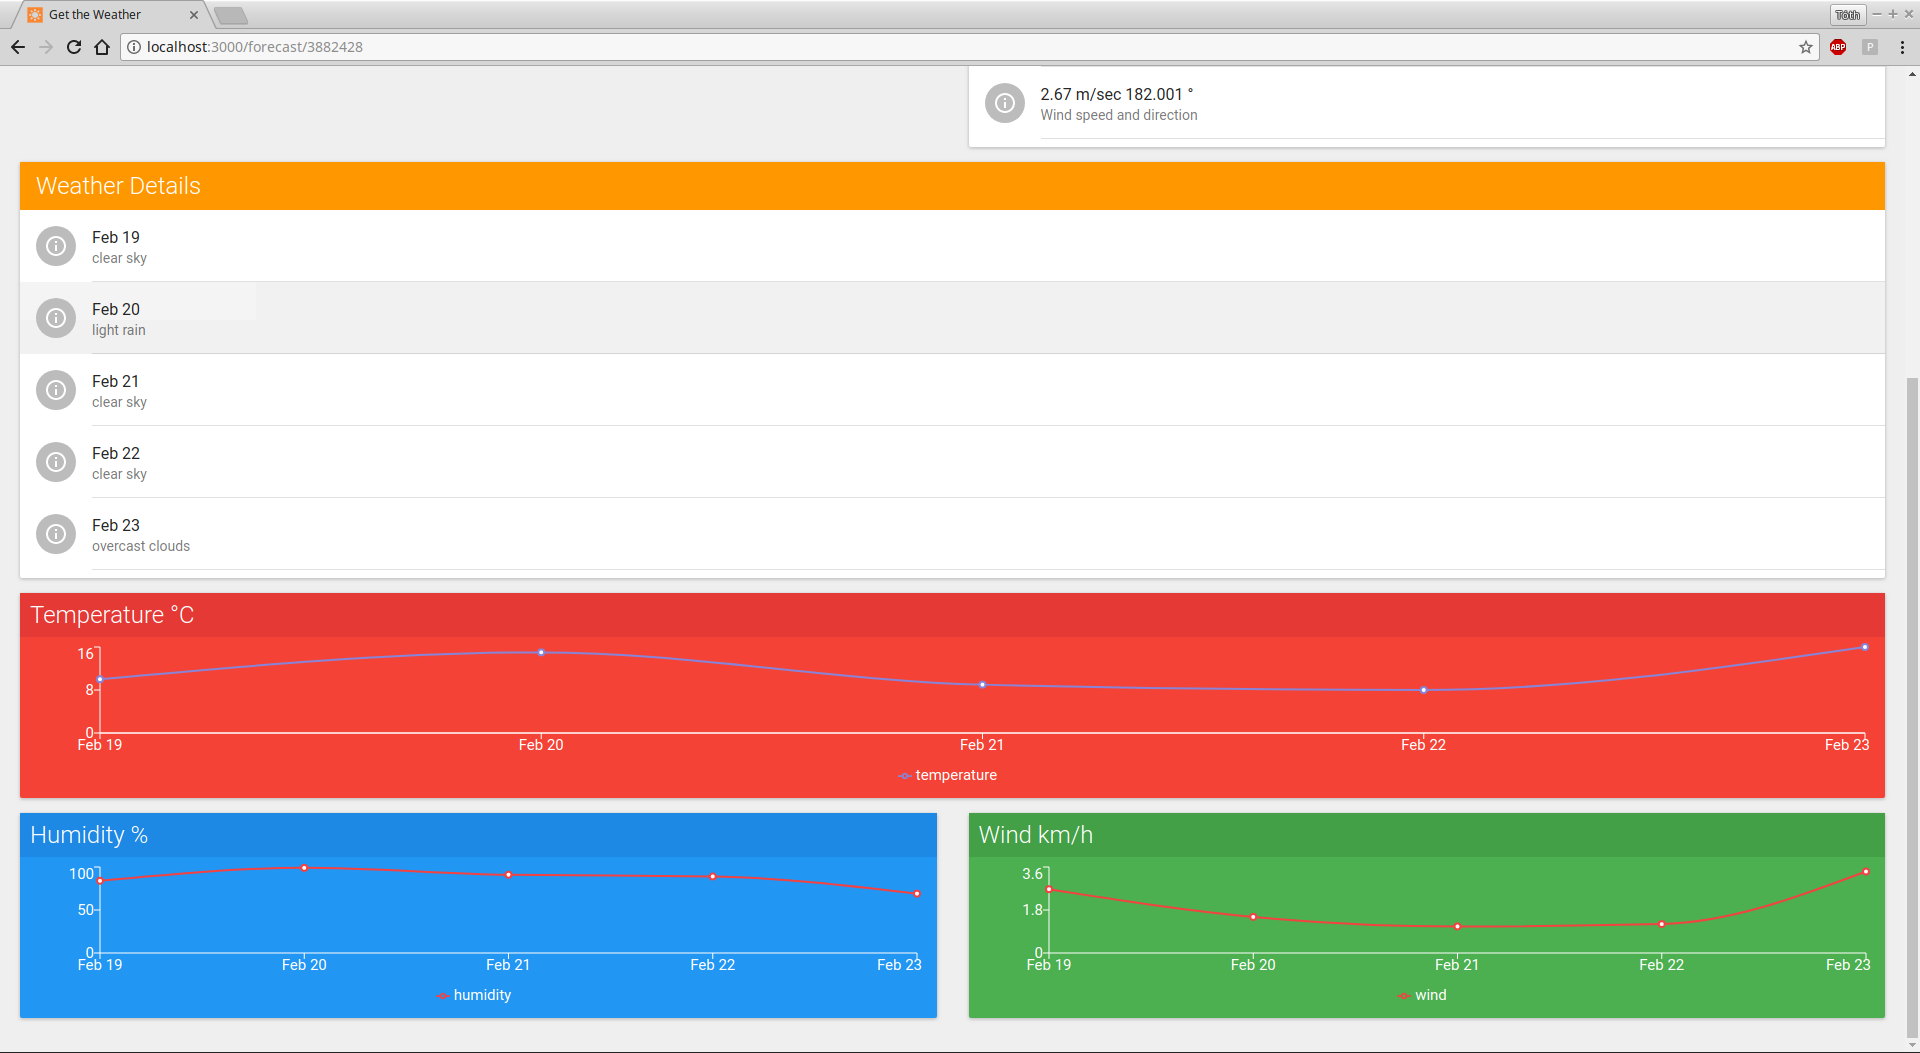 Get the Weather
Tóth
localhost:3000/forecast/3882428
ABP
P
2.67 m/sec 182.001 °
Wind speed and direction
Weather Details
Feb 19
clear sky
Feb 20
light rain
Feb 21
clear sky
Feb 22
clear sky
Feb 23
overcast clouds
Temperature °C
16
8
0
Feb 19 Feb 20 Feb 21 Feb 22 Feb 23
temperature
Humidity %
100
50
0
Feb 19 Feb 20 Feb 21 Feb 22 Feb 23
humidity
Wind km/h
3.6
1.8
0
Feb 19 Feb 20 Feb 21 Feb 22 Feb 23
wind